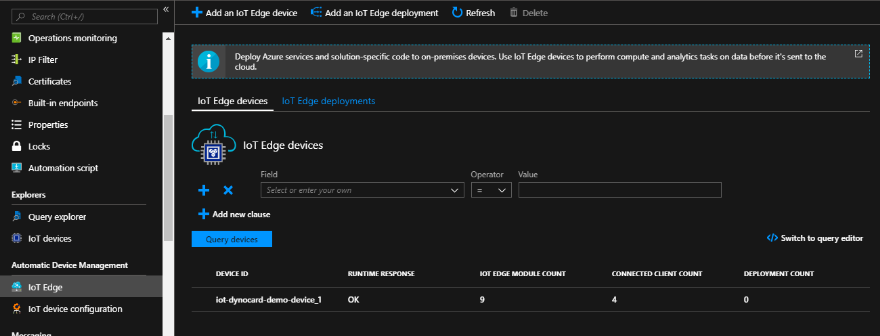 Search (Ctrl+/)
«
Operations monitoring
IP Filter
Certificates
Built-in endpoints
Properties
Locks
Automation script
Explorers
Query explorer
IoT devices
Automatic Device Management
IoT Edge
IoT device configuration
Messaging
Add an IoT Edge device
Add an IoT Edge deployment
Refresh
Delete
Deploy Azure services and solution-specific code to on-premises devices. Use IoT Edge devices to perform compute and analytics tasks on data before it's sent to the
cloud.
IoT Edge devices
IoT Edge deployments
IoT Edge devices
Field Operator Value
Select or enter your own =
Add new clause
Query devices
</> Switch to query editor
DEVICE ID RUNTIME RESPONSE IOT EDGE MODULE COUNT CONNECTED CLIENT COUNT DEPLOYMENT COUNT
iot-dynocard-demo-device_1 OK 9 4 0